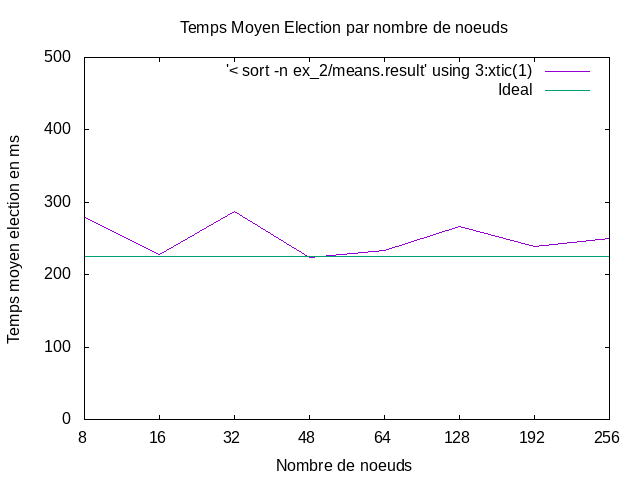 Temps Moyen Election par nombre de noeuds
'< sort -n ex_2/means.result' using 3:xtic(1)
Ideal
500
400
300
200
100
0
Temps moyen election en ms
8 16 32 48 64 128 192 256
Nombre de noeuds